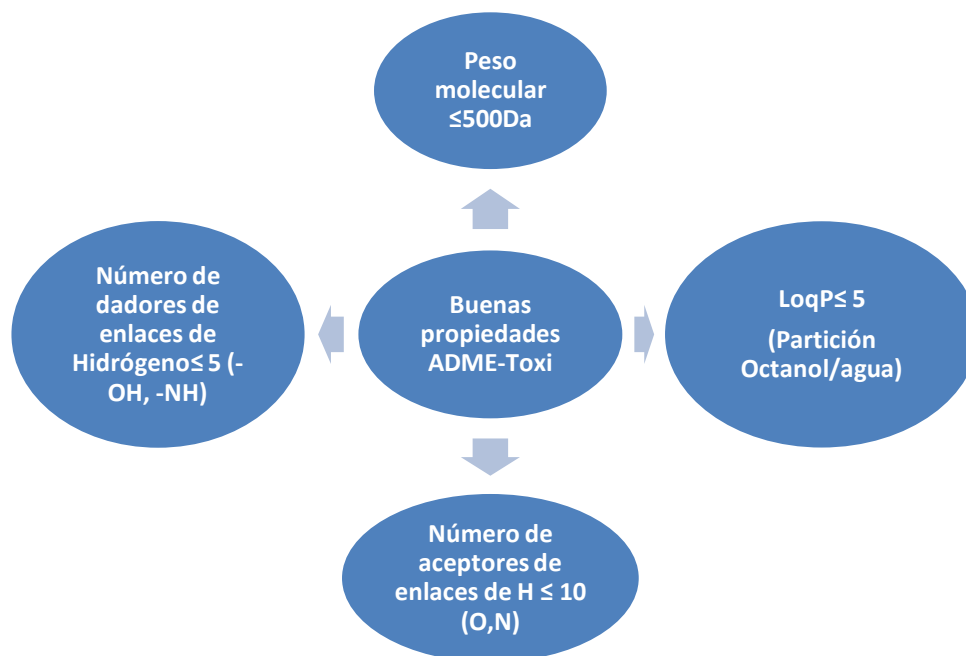 Peso
molecular
≤500Da
Número de
dadores de
enlaces de
Hidrógeno≤ 5 (-
OH, -NH)
Buenas
propiedades
ADME-Toxi
LoqP≤ 5
(Partición
Octanol/agua)
Número de
aceptores de
enlaces de H ≤ 10
(O,N)